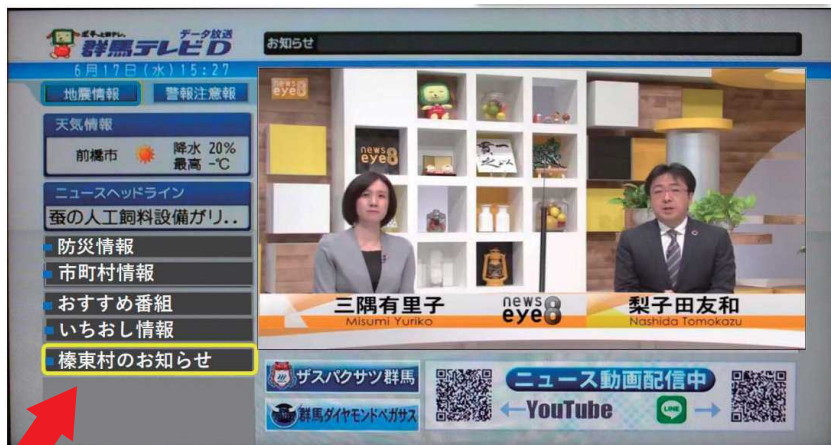 ポチっと押すと、
データ放送
群馬テレビD
お知らせ
6月17日(水)15:27
地震情報
警報注意報
天気情報
前橋市
降水 20%
最高 -℃
ニュースヘッドライン
蚕の人工飼料設備がリ..
防災情報
市町村情報
おすすめ番組
いちおし情報
榛東村のお知らせ
news
eye8
news
eye8
三隅有里子
Misumi Yuriko
news
eye8
梨子田友和
Nashida Tomokazu
ザスパクサツ群馬
群馬ダイヤモンドペガサス
ニュース動画配信中
←YouTube
LINE
→